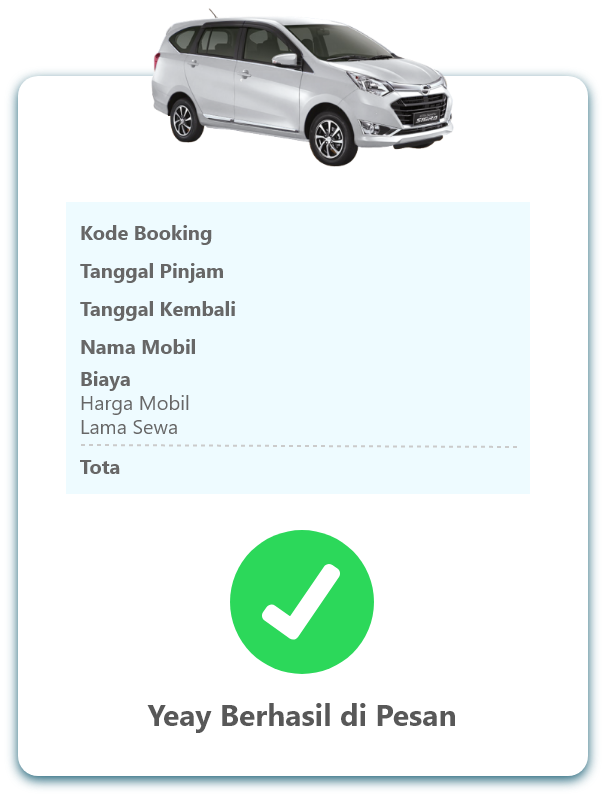 Kode Booking
Tanggal Pinjam
Tanggal Kembali
Nama Mobil
Biaya
Harga Mobil
Lama Sewa
Tota
Yeay Berhasil di Pesan